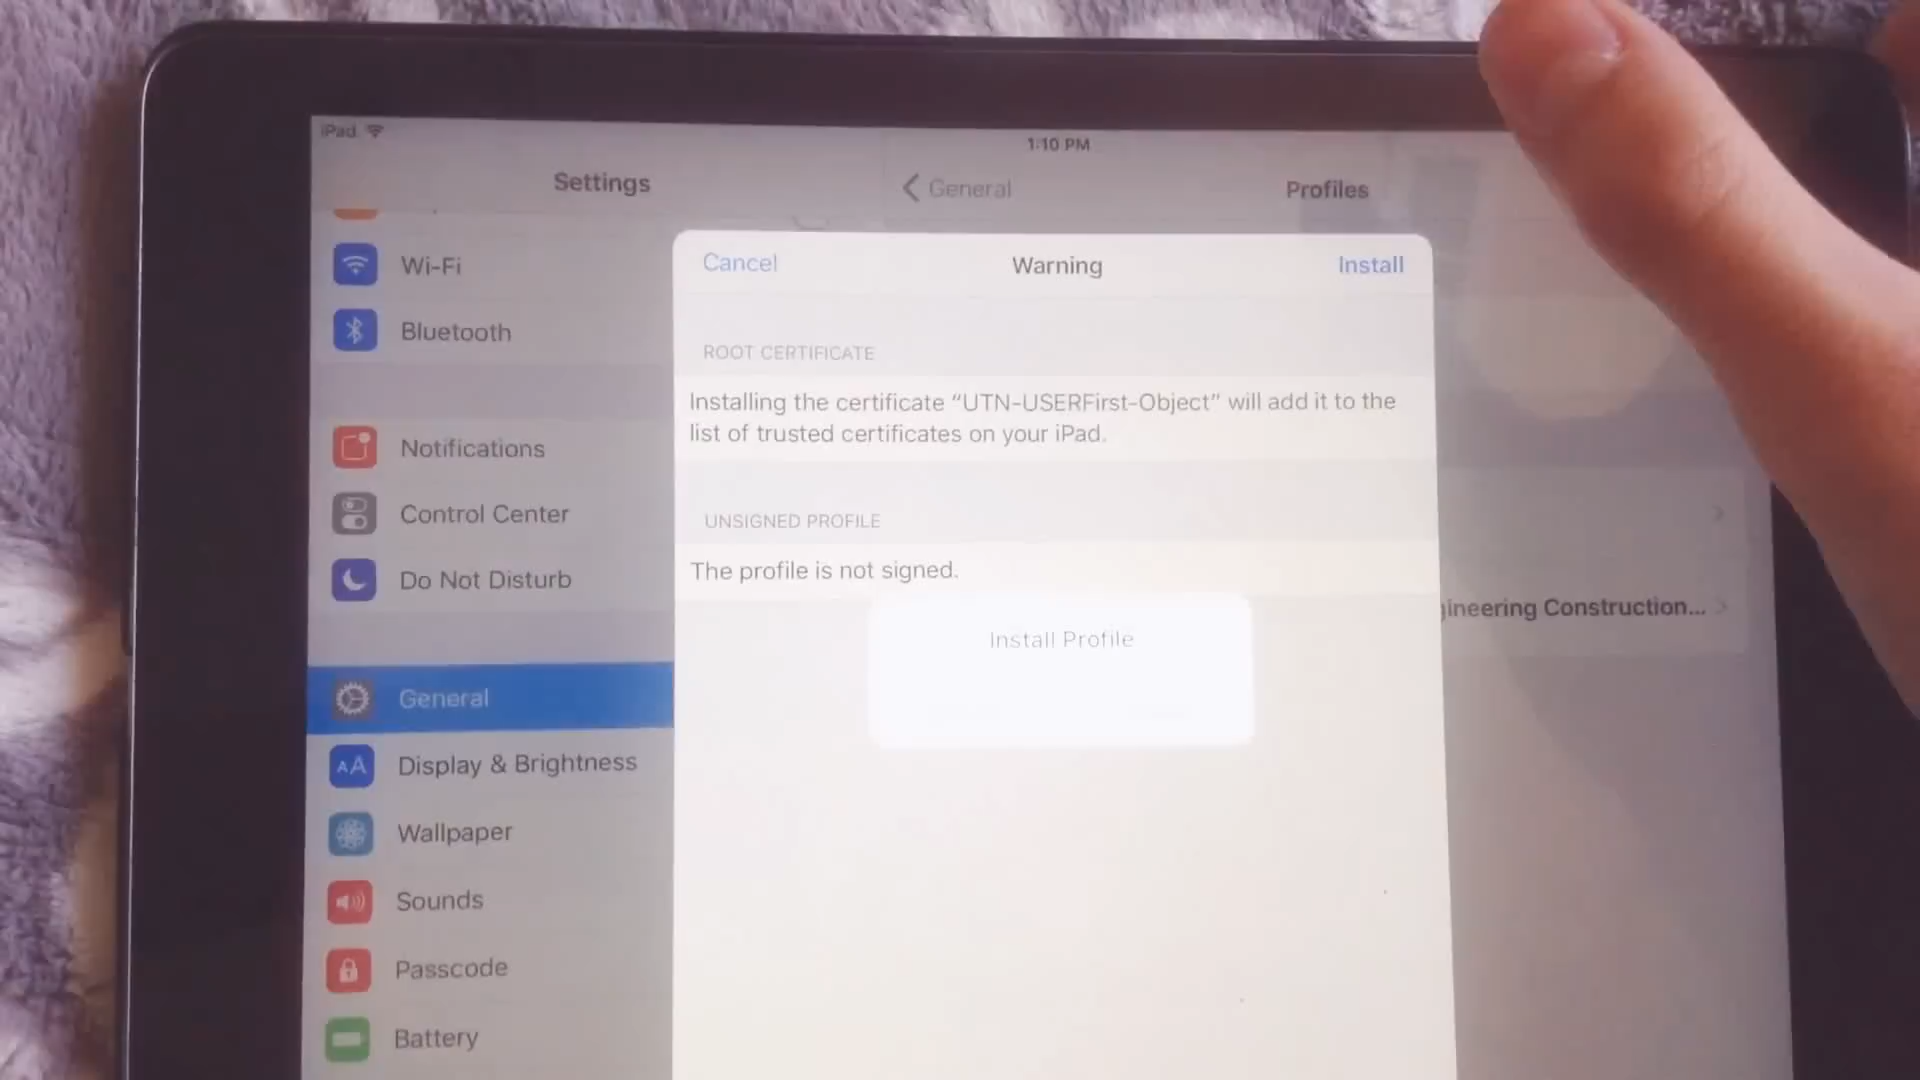 iPad
1:10 PM
Settings
General
Profiles
Wi-Fi
Bluetooth
Notifications
Control Center
Do Not Disturb
General
Display & Brightness
Wallpaper
Sounds
Passcode
Battery
Cancel
Warning
Install
ROOT CERTIFICATE
Installing the certificate “UTN-USERFirst-Object” will add it to the
list of trusted certificates on your iPad.
UNSIGNED PROFILE
The profile is not signed.
Install Profile
gineering Construction...